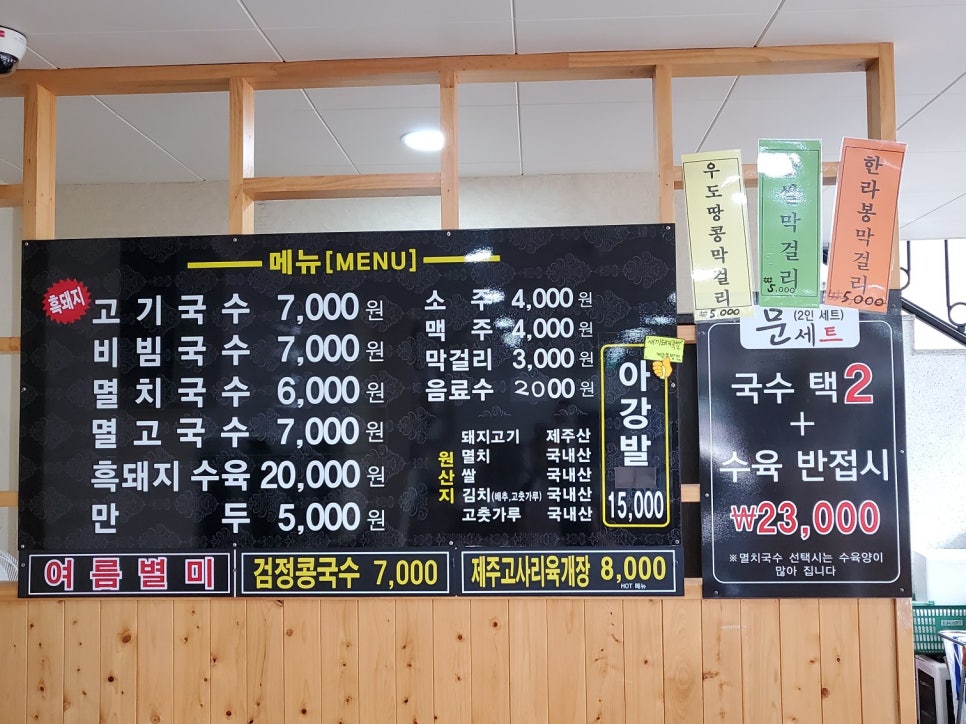 메뉴[MENU]
흑돼지
고기국수 7,000원
비빔국수 7,000원
멸치국수 6,000원
멸고국수 7,000원
흑돼지 수육 20,000원
만두 5,000원
소주 4,000원
맥주 4,000원
막걸리 3,000원
음료수 2000원
원산지
돼지고기 제주산
멸치 국내산
쌀 국내산
김치(배추,고춧가루) 국내산
고춧가루 국내산
아강발
15,000
여름별미
검정콩국수 7,000
제주고사리육개장 8,000
HOT 메뉴
우도땅콩막걸리
₩5.000
막걸리
₩5.000
한라봉막걸리
₩5.000
문 (2인 세트)
세트
국수 택2
+
수육 반접시
₩23,000
※멸치국수 선택시는 수육양이
많아 집니다